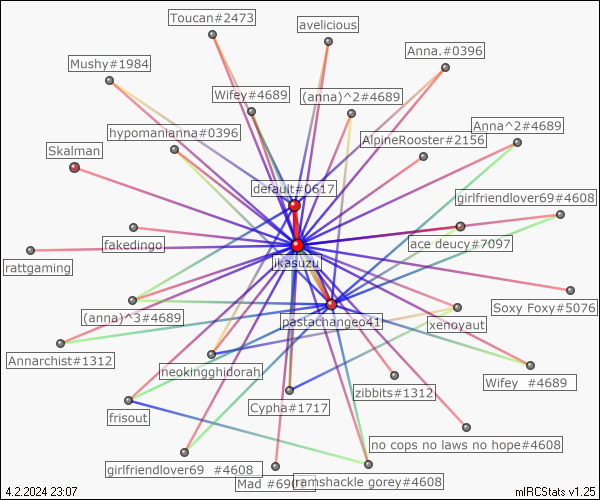 Toucan#2473
avelicious
Anna.#0396
Mushy#1984
Wifey#4689
(anna)^2#4689
hypomanianna#0396
AlpineRooster#2156
Anna^2#4689
Skalman
default#0617
girlfriendlover69#4608
fakedingo
ace deucy#7097
rattgaming
ikasuzu
Soxy Foxy#5076
(anna)^3#4689
pastachangeo41
xenoyaut
Annarchist#1312
neokingghidorah
Wifey #4689
zibbits#1312
Cypha#1717
frisout
no cops no laws no hope#4608
girlfriendlover69 #4608
Mad #690
ramshackle gorey#4608
4.2.2024 23:07
mIRCStats v1.25